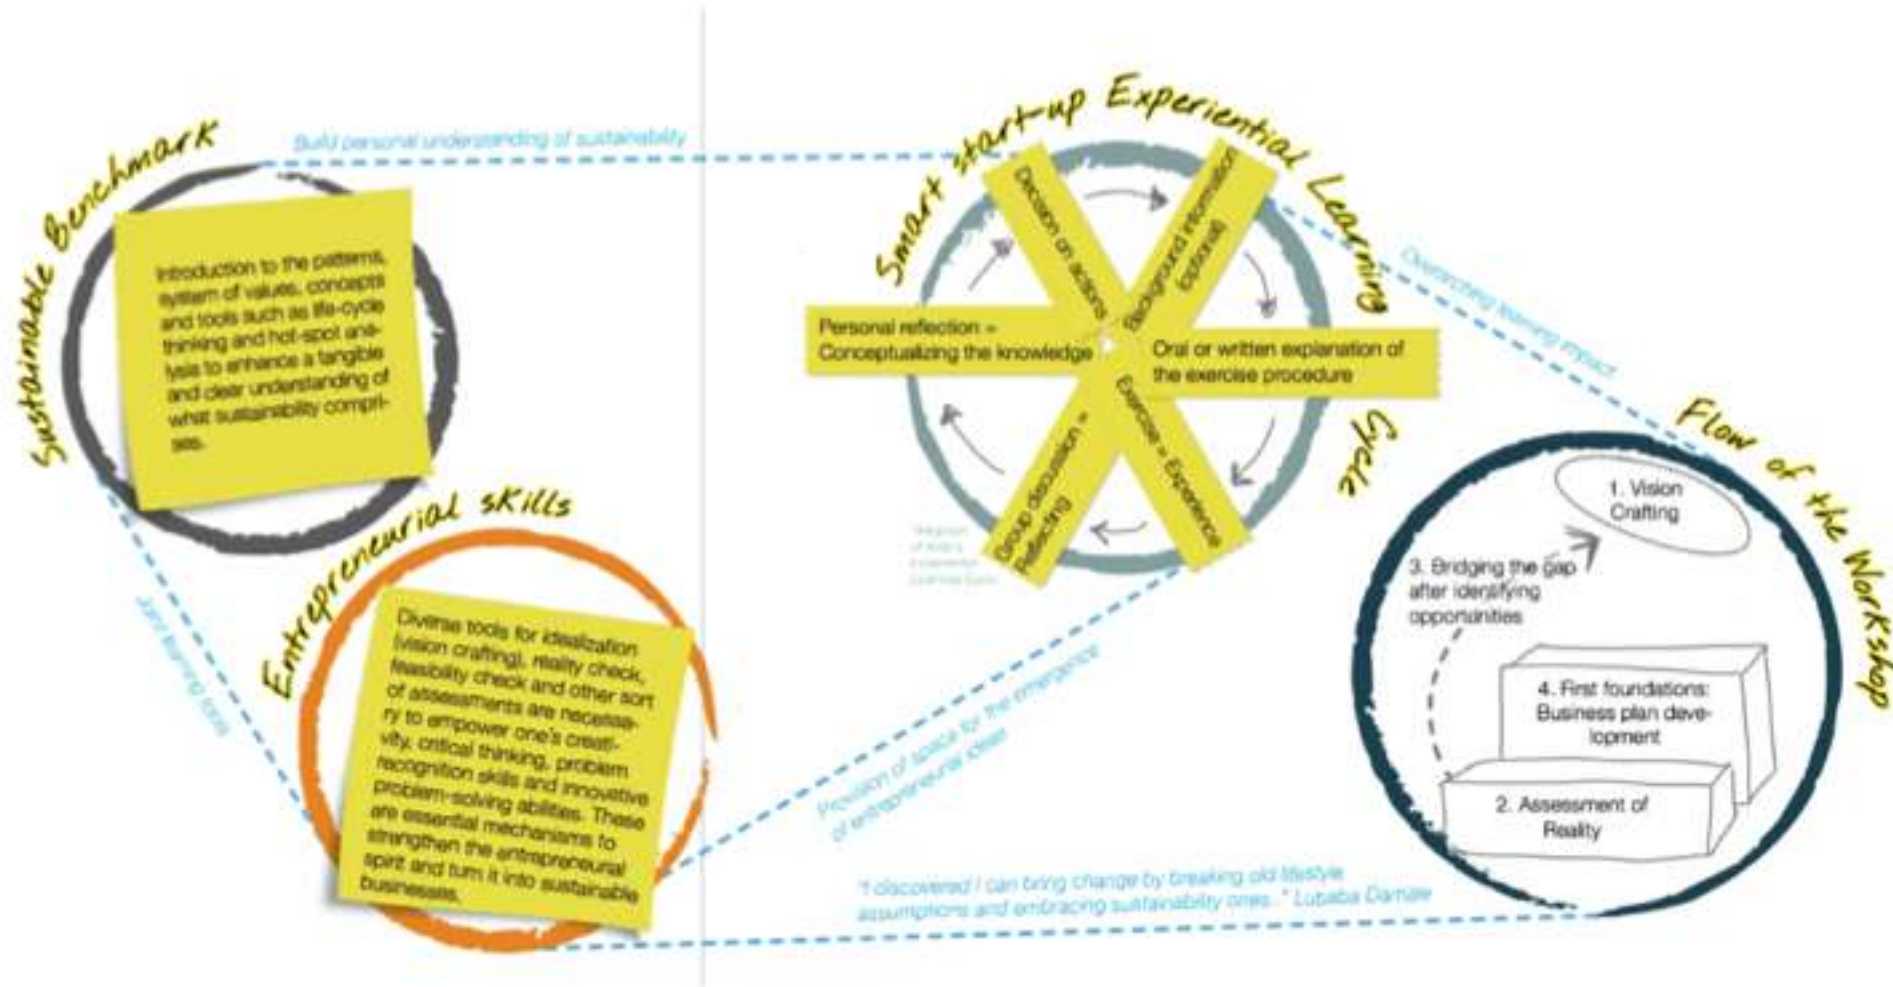 Sustainable Benchmark
Build personal understanding of sustainability
Introduction to the patterns,
system of values, concepts
and tools such as life-cycle
thinking and hot-spot ana-
lysis to enhance a tangible
and clear understanding of
what sustainability compri-
ses.
Joint learning tools
Entrepreneurial skills
Diverse tools for idealization
(vision crafting), reality check,
feasibility check and other sort
of assessments are necessa-
ry to empower one's creati-
vity, critical thinking, problem
recognition skills and innovative
problem-solving abilities. These
are essential mechanisms to
strengthen the entrepreneurial
spirit and turn it into sustainable
businesses.
Smart start-up Experiential Learning Cycle
Decision on actions
Background information
(optional)
Oral or written explanation of
the exercise procedure
Exercise = Experience
Group discussion =
Reflecting
Personal reflection =
Conceptualizing the knowledge
Learning Cycle
Overarching learning impact
Provision of space for the emergence
of entrepreneurial ideas
"I discovered I can bring change by breaking old lifestyle
assumptions and embracing sustainability ones..." Lubaba
Flow of the Workshop
1. Vision
Crafting
3. Bridging the gap
after identifying
opportunities
4. First foundations:
Business plan deve-
lopment
2. Assessment of
Reality